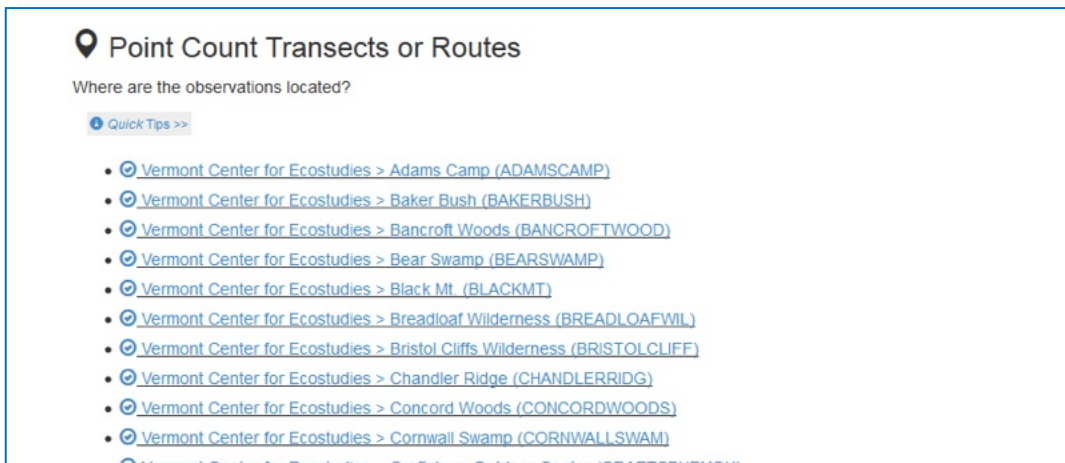 Point Count Transects or Routes
Where are the observations located?
Quick Tips >>
Vermont Center for Ecostudies > Adams Camp (ADAMSCAMP)
Vermont Center for Ecostudies > Baker Bush (BAKERBUSH)
Vermont Center for Ecostudies > Bancroft Woods (BANCROFTWOOD)
Vermont Center for Ecostudies > Bear Swamp (BEARSWAMP)
Vermont Center for Ecostudies > Black Mt. (BLACKMT)
Vermont Center for Ecostudies > Breadloaf Wilderness (BREADLOAFWIL)
Vermont Center for Ecostudies > Bristol Cliffs Wilderness (BRISTOLCLIFF)
Vermont Center for Ecostudies > Chandler Ridge (CHANDLERRIDG)
Vermont Center for Ecostudies > Concord Woods (CONCORDWOODS)
Vermont Center for Ecostudies > Cornwall Swamp (CORNWALLSWAM)